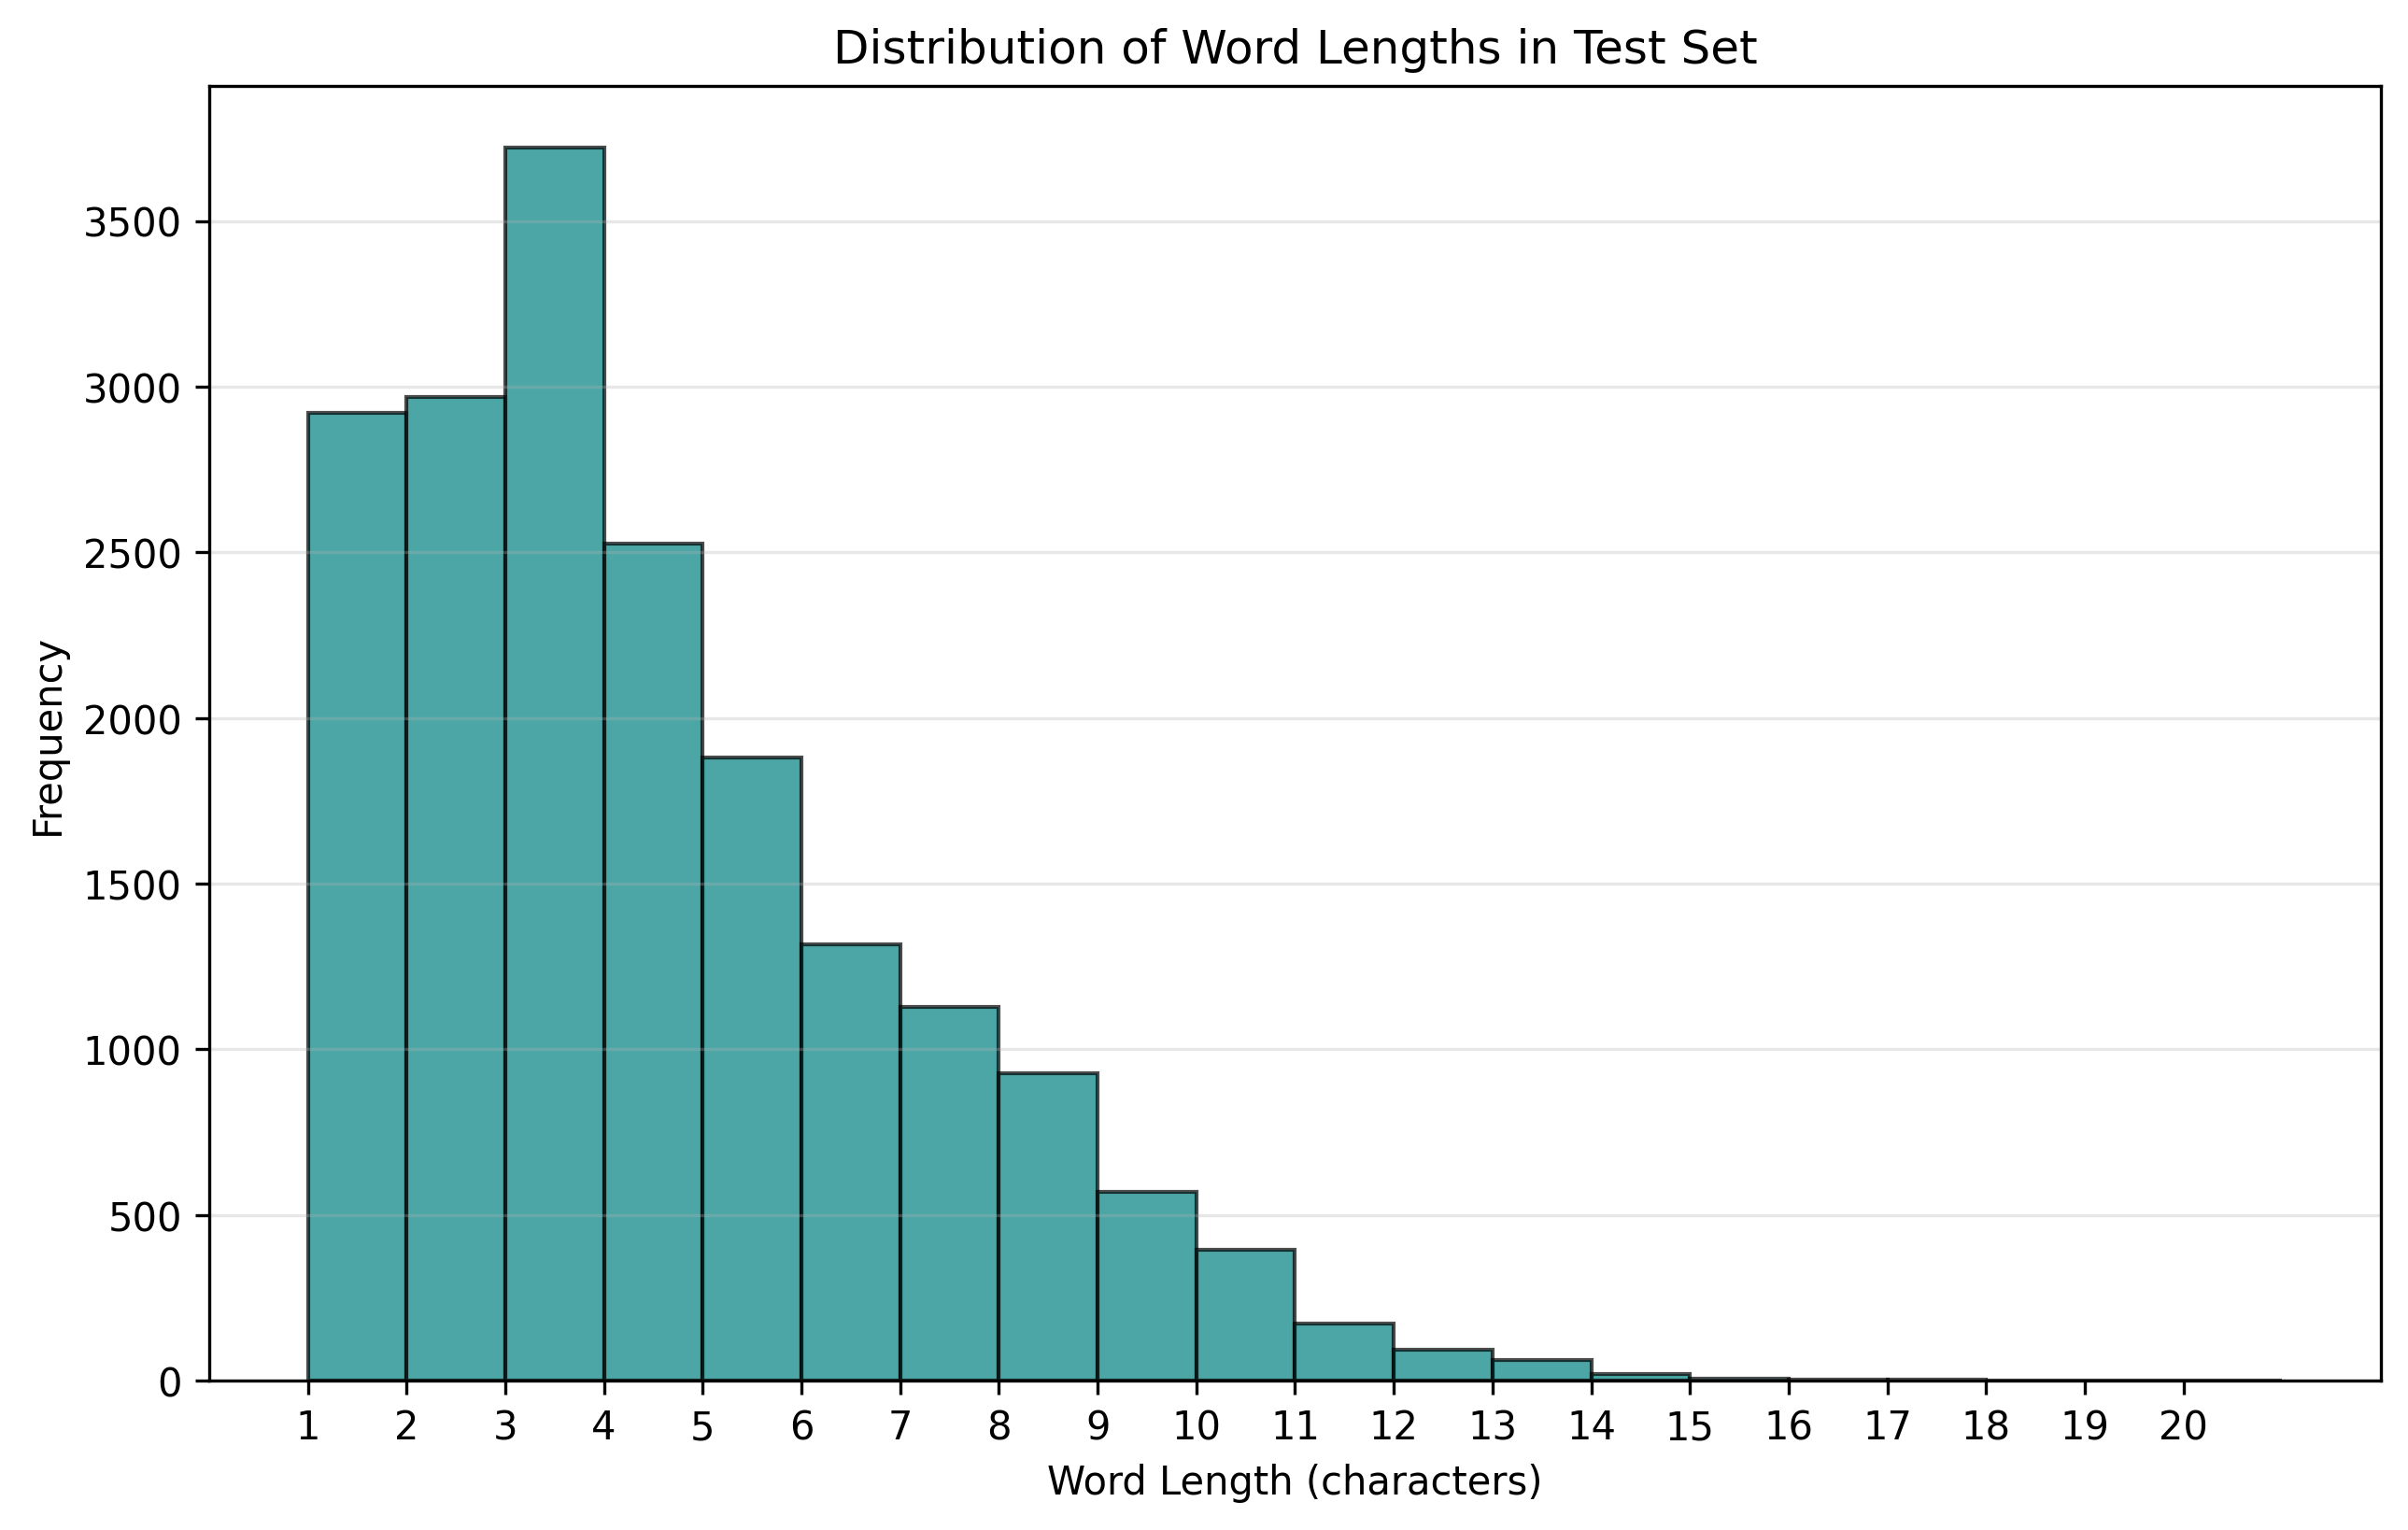 Distribution of Word Lengths in Test Set
3500
3000
2500
2000
1500
1000
500
0
Frequency
1 2 3 4 5 6 7 8 9 10 11 12 13 14 15 16 17 18 19 20
Word Length (characters)